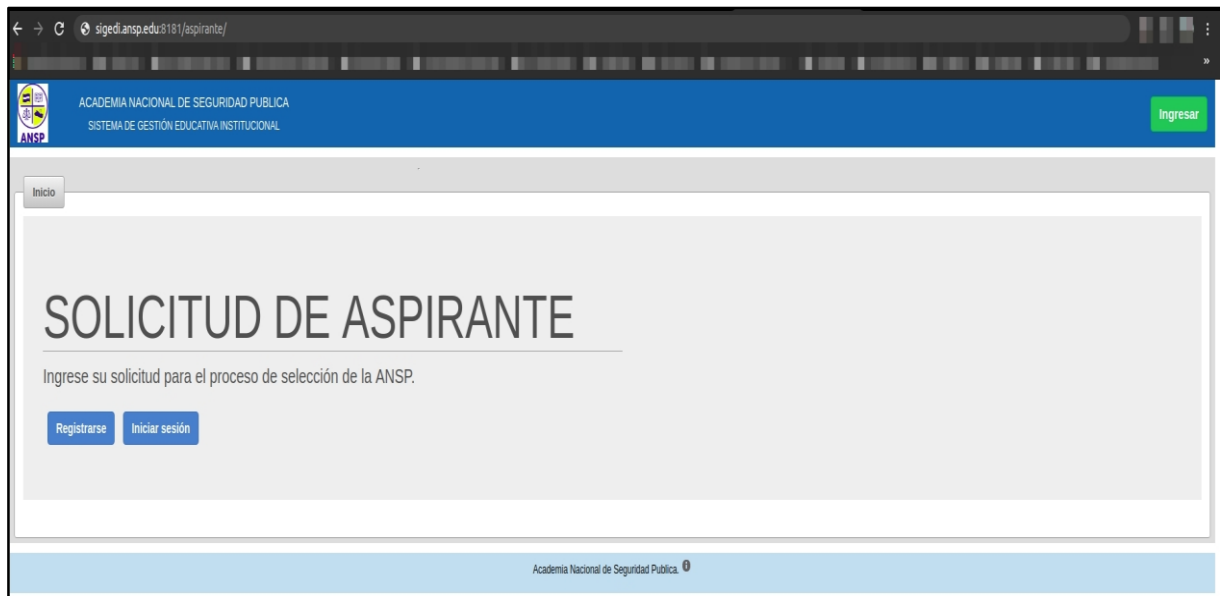 sigedi.ansp.edu:8181/aspirante/
ANSP
ACADEMIA NACIONAL DE SEGURIDAD PUBLICA
SISTEMA DE GESTIÓN EDUCATIVA INSTITUCIONAL
Ingresar
Inicio
SOLICITUD DE ASPIRANTE
Ingrese su solicitud para el proceso de selección de la ANSP.
Registrarse Iniciar sesión
Academia Nacional de Seguridad Publica.